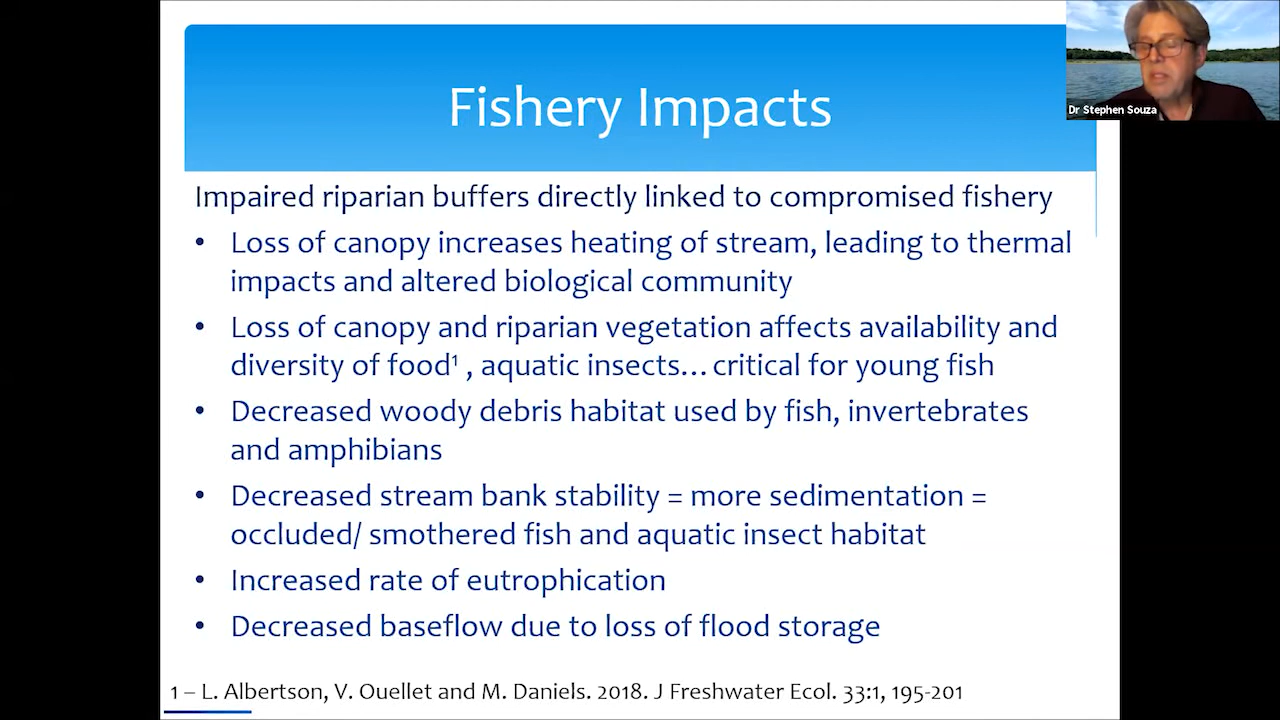 Fishery Impacts
Dr Stephen Souza
Impaired riparian buffers directly linked to compromised fishery
• Loss of canopy increases heating of stream, leading to thermal
impacts and altered biological community
• Loss of canopy and riparian vegetation affects availability and
diversity of food¹ , aquatic insects... critical for young fish
• Decreased woody debris habitat used by fish, invertebrates
and amphibians
• Decreased stream bank stability = more sedimentation =
occluded/ smothered fish and aquatic insect habitat
• Increased rate of eutrophication
• Decreased baseflow due to loss of flood storage
1 – L. Albertson, V. Ouellet and M. Daniels. 2018. J Freshwater Ecol. 33:1, 195-201